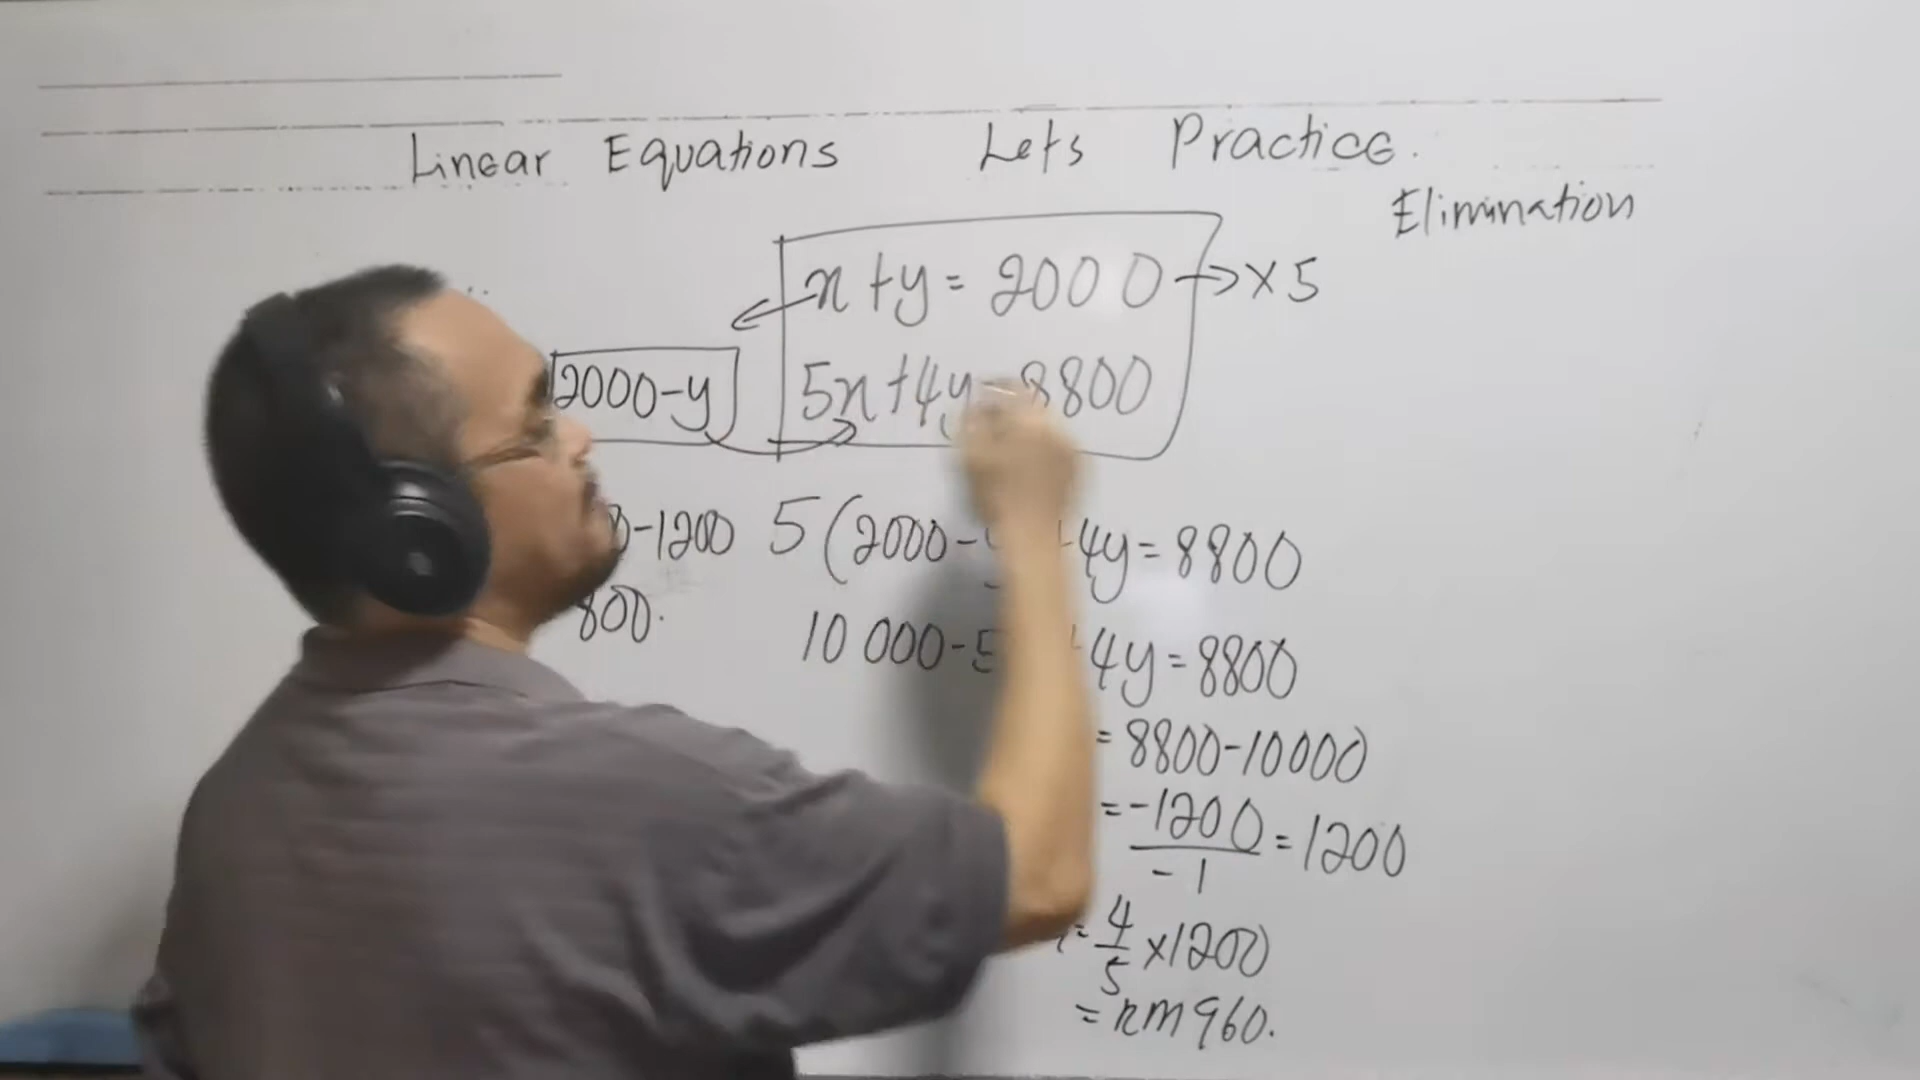 Linear Equations Lets Practice.
Elimination
x + y = 2000 → × 5
2000 - y
5x + 4y = 8800
-1200
5(2000 - y + 4y = 8800
800.
10 000 - 5 + 4y = 8800
= 8800 - 10000
= -1200/-1 = 1200
= 4/5 × 1200
= RM 960.